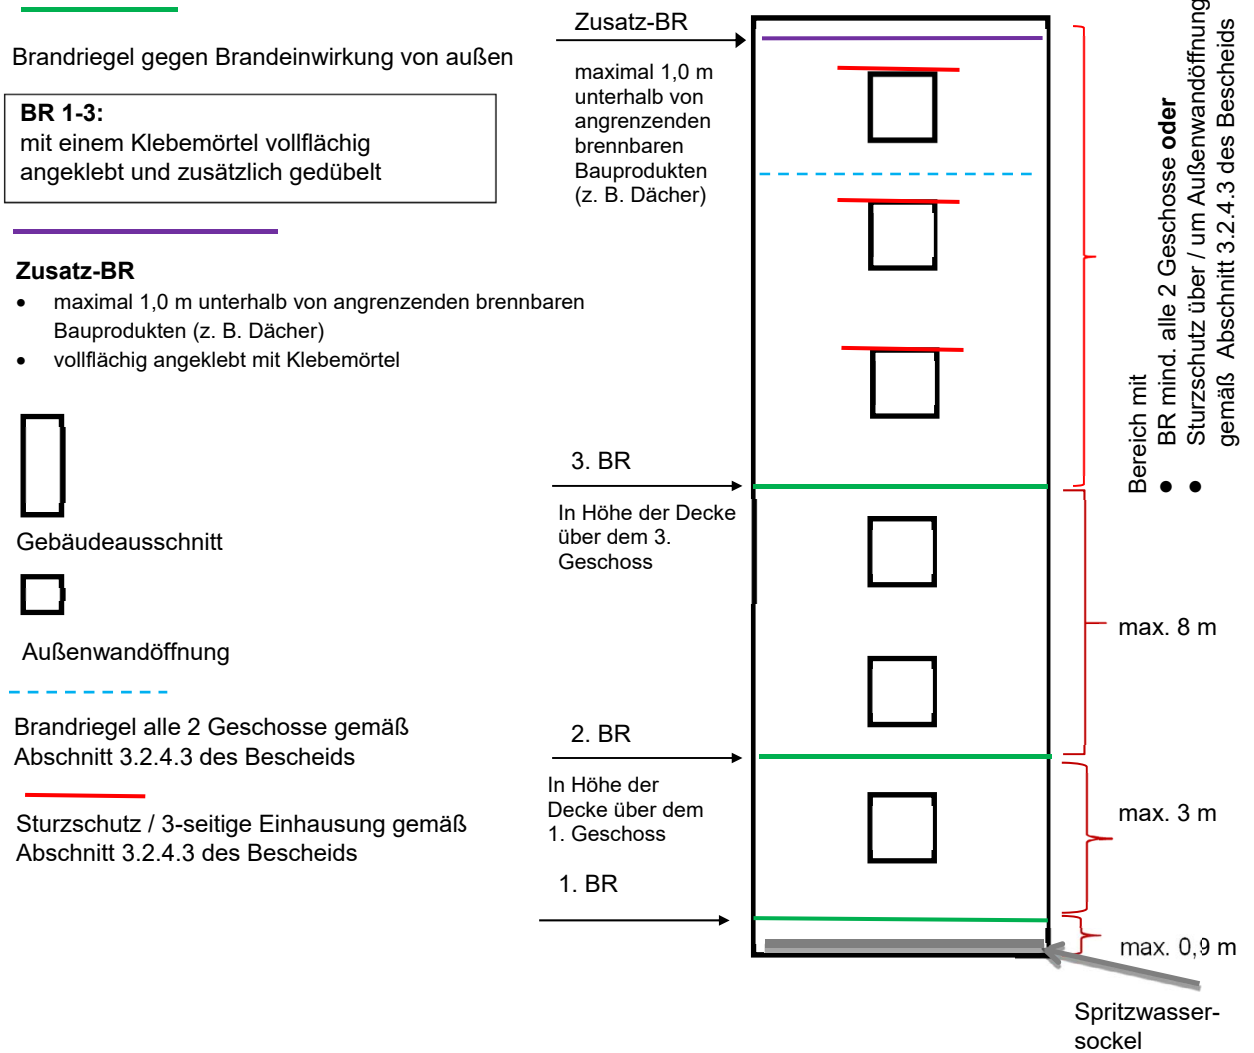 Brandriegel gegen Brandeinwirkung von außen
BR 1-3:
mit einem Klebemörtel vollflächig
angeklebt und zusätzlich gedübelt
Zusatz-BR
• maximal 1,0 m unterhalb von angrenzenden brennbaren
Bauprodukten (z. B. Dächer)
• vollflächig angeklebt mit Klebemörtel
Gebäudeausschnitt
Außenwandöffnung
Brandriegel alle 2 Geschosse gemäß
Abschnitt 3.2.4.3 des Bescheids
Sturzschutz / 3-seitige Einhausung gemäß
Abschnitt 3.2.4.3 des Bescheids
Zusatz-BR
maximal 1,0 m
unterhalb von
angrenzenden
brennbaren
Bauprodukten
(z. B. Dächer)
3. BR
In Höhe der Decke
über dem 3.
Geschoss
2. BR
In Höhe der
Decke über dem
1. Geschoss
1. BR
Bereich mit
• BR mind. alle 2 Geschosse oder
• Sturzschutz über / um Außenwandöffnung
gemäß Abschnitt 3.2.4.3 des Bescheids
max. 8 m
max. 3 m
max. 0,9 m
Spritzwasser-
sockel